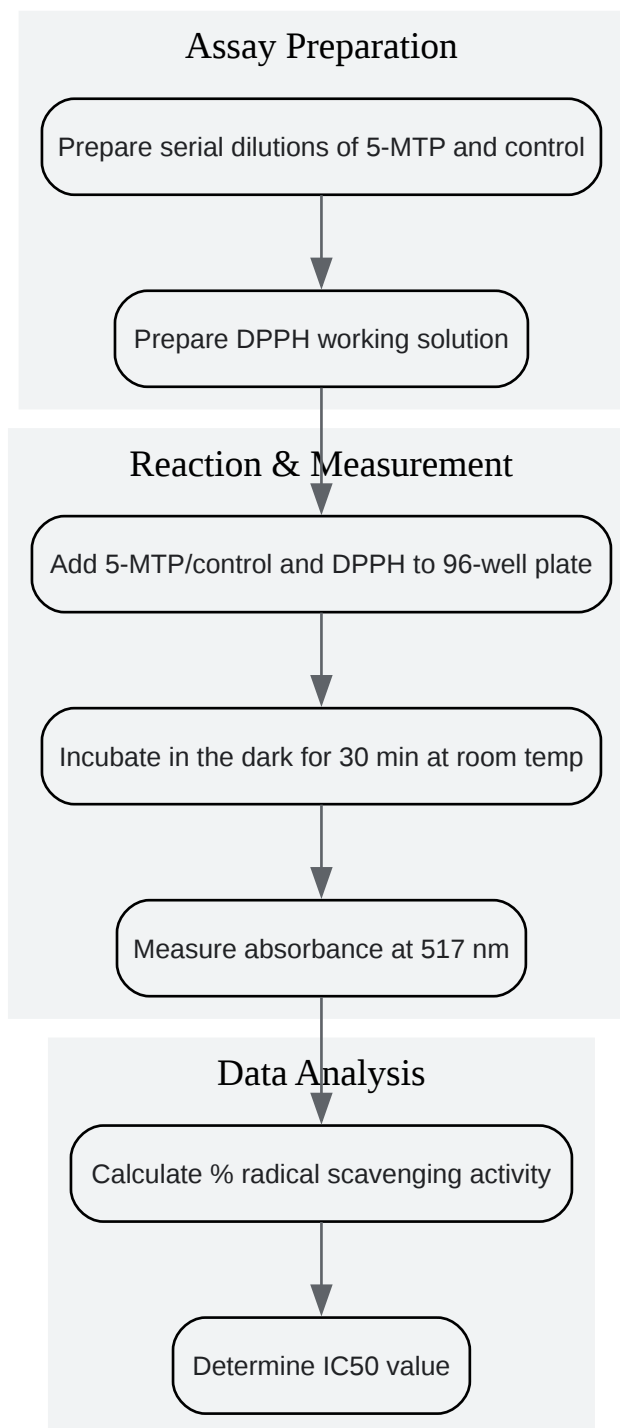 Assay Preparation
Prepare serial dilutions of 5-MTP and control
Prepare DPPH working solution
Reaction & Measurement
Add 5-MTP/control and DPPH to 96-well plate
Incubate in the dark for 30 min at room temp
Measure absorbance at 517 nm
Data Analysis
Calculate % radical scavenging activity
Determine IC50 value